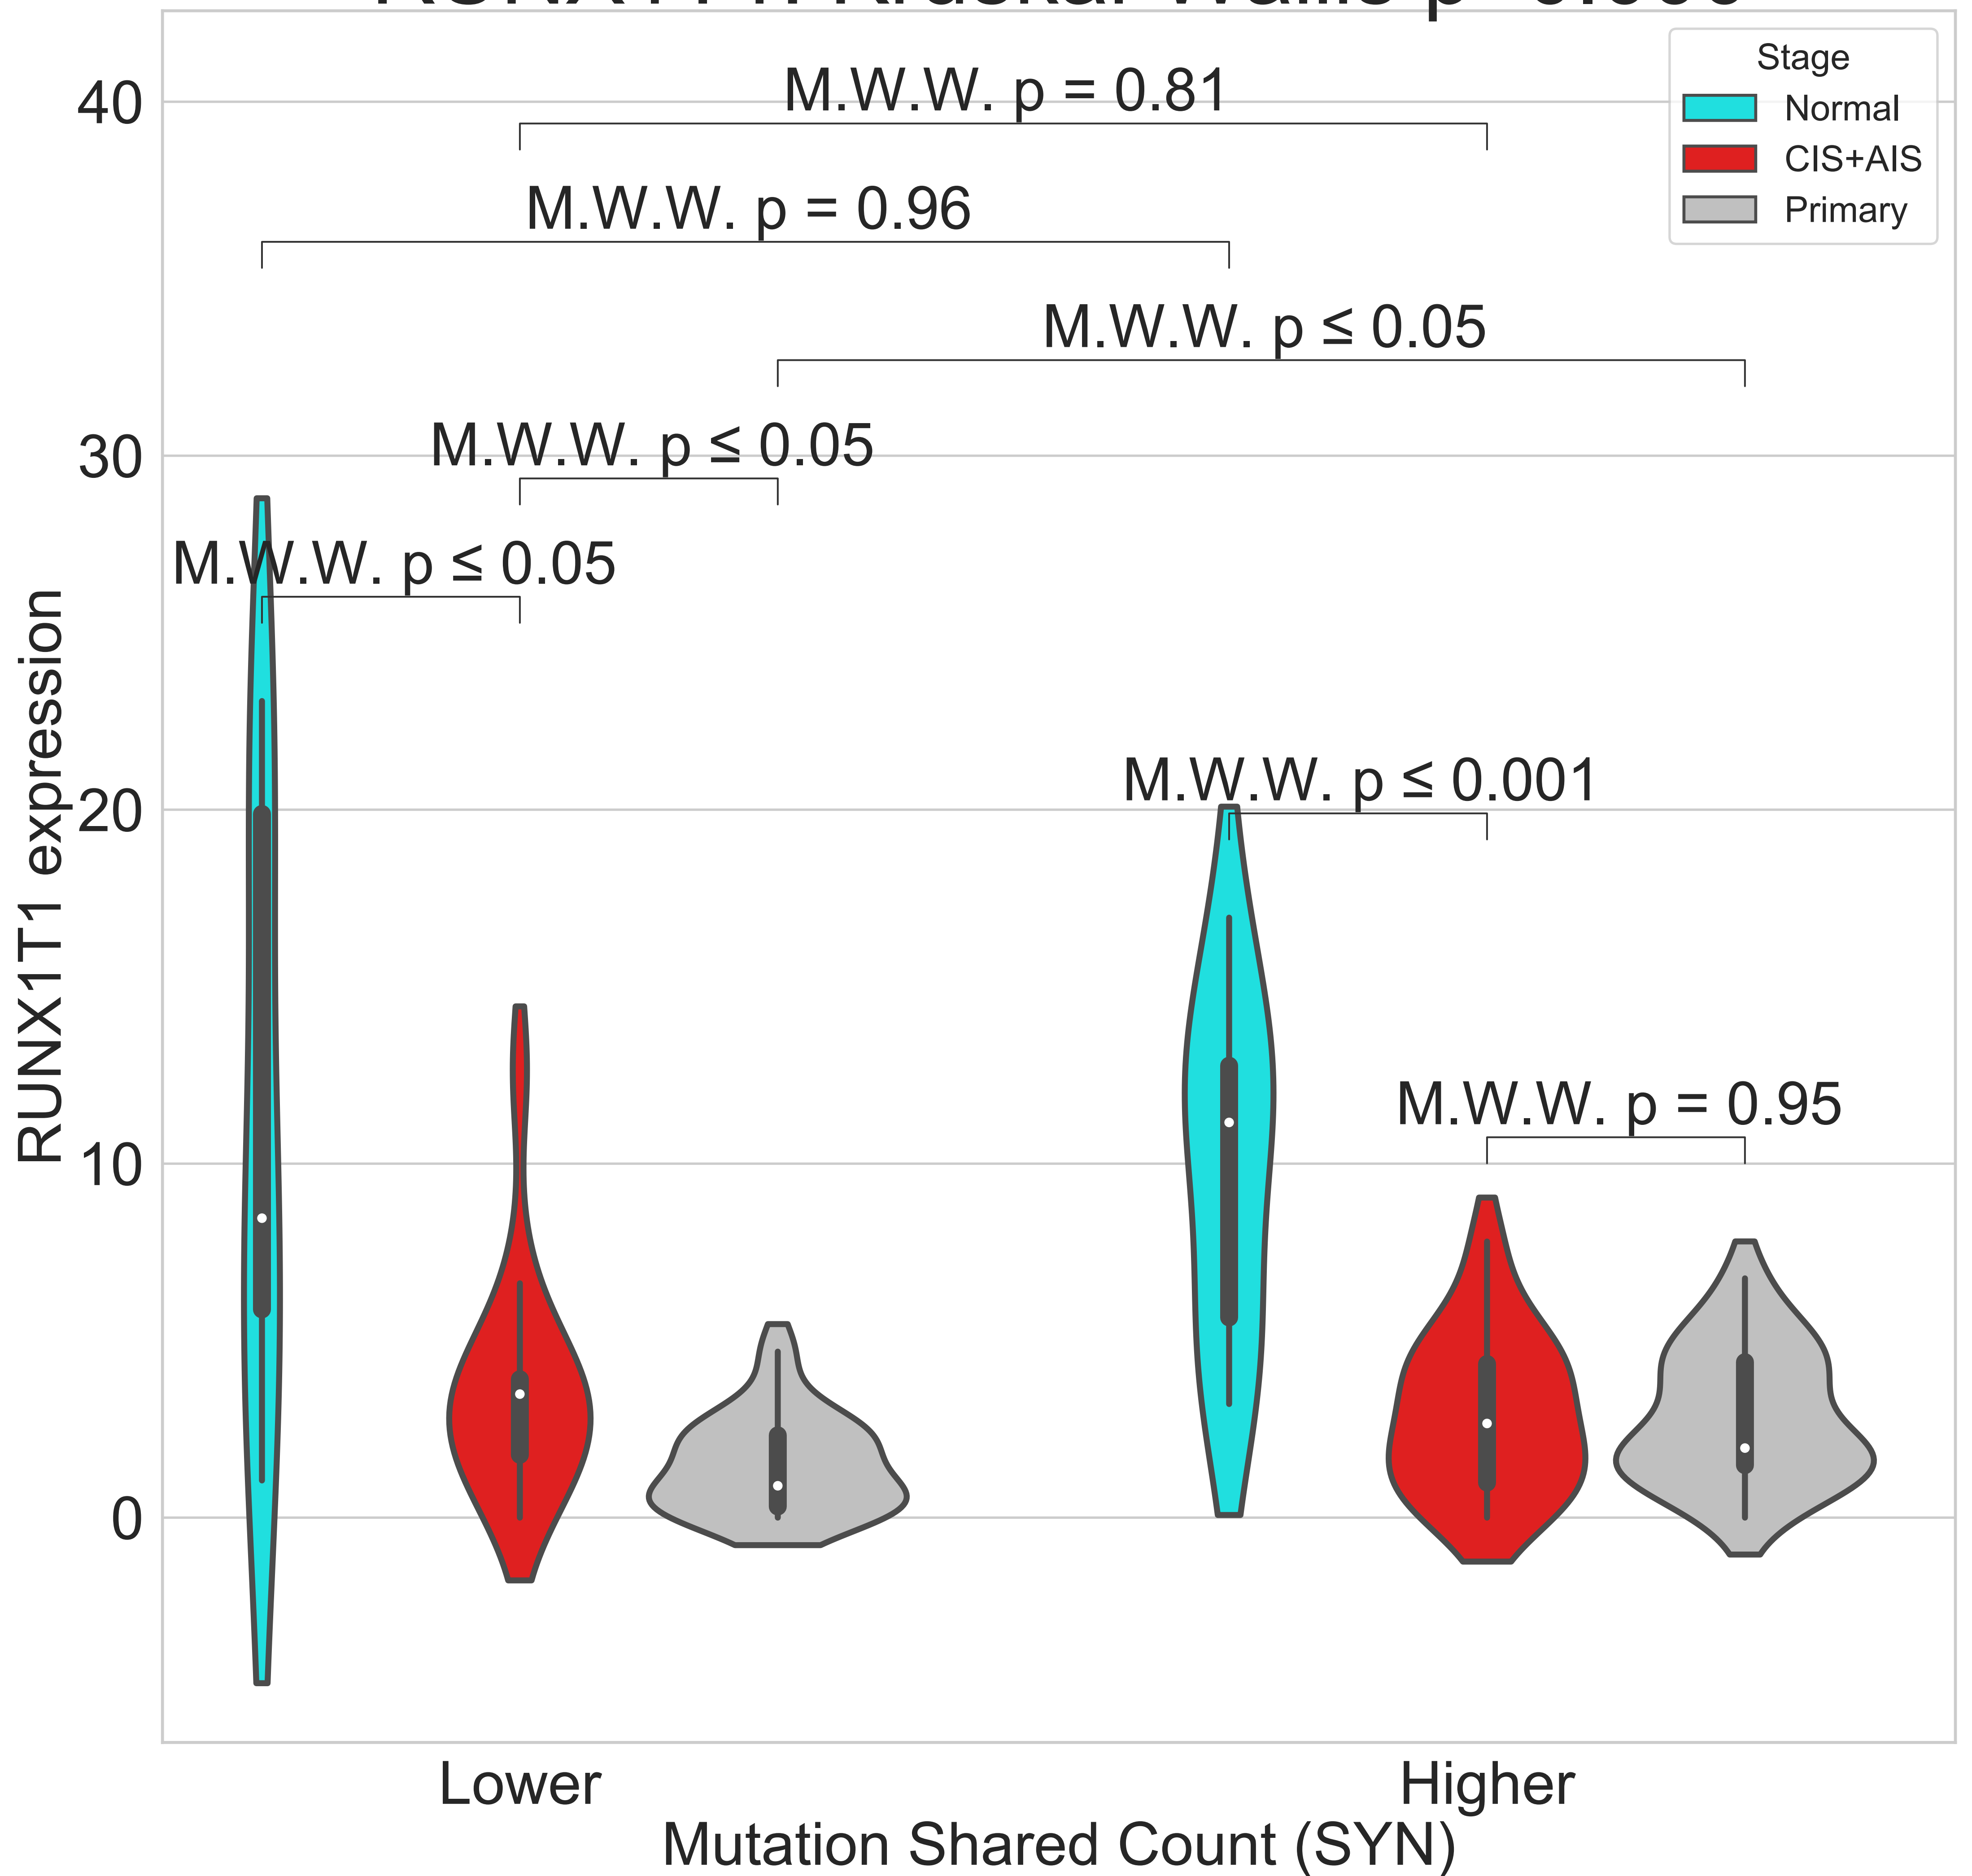 Stage
Normal
CIS+AIS
Primary
M.W.W. p = 0.81
M.W.W. p = 0.96
M.W.W. p ≤ 0.05
M.W.W. p ≤ 0.05
M.W.W. p ≤ 0.05
M.W.W. p ≤ 0.001
M.W.W. p = 0.95
40
30
20
10
0
RUNX1T1 expression
Lower
Higher
Mutation Shared Count (SYN)